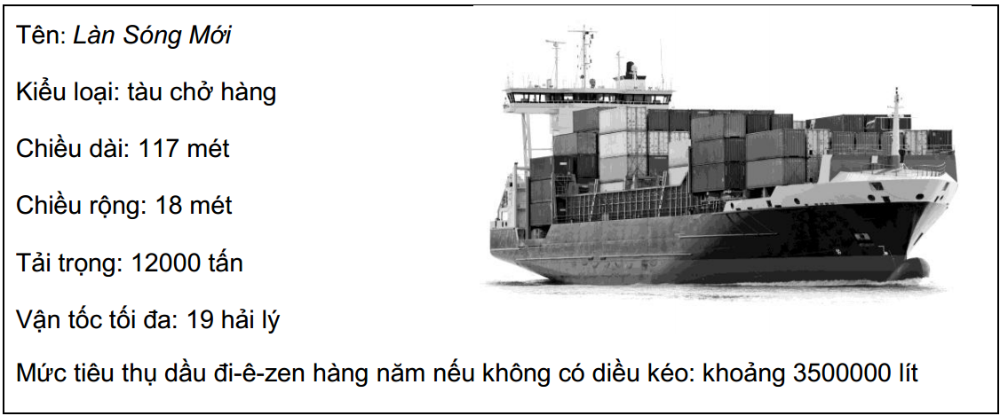 Tên: Làn Sóng Mới
Kiểu loại: tàu chở hàng
Chiều dài: 117 mét
Chiều rộng: 18 mét
Tải trọng: 12000 tấn
Vận tốc tối đa: 19 hải lý
Mức tiêu thụ dầu đi-ê-zen hàng năm nếu không có diều kéo: khoảng 3500000 lít